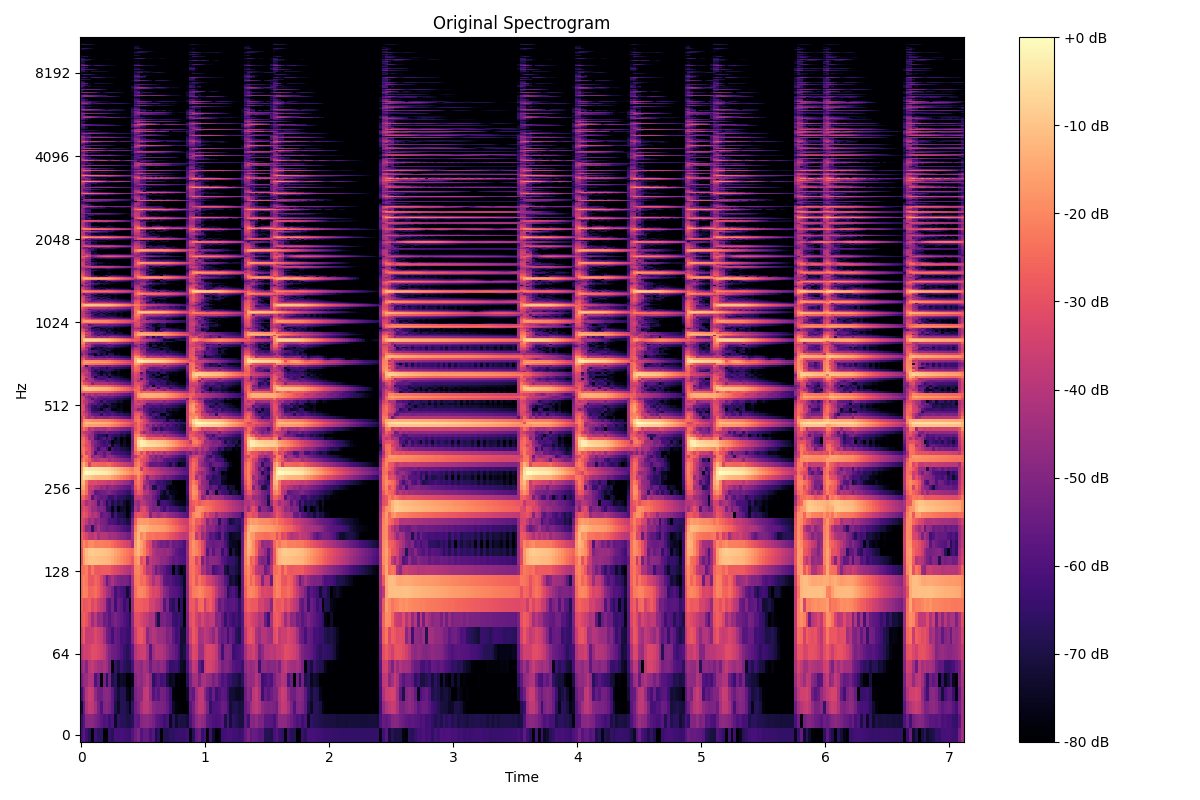 Original Spectrogram
8192
4096
2048
1024
512
256
128
64
0
Hz
0 1 2 3 4 5 6 7
Time
+0 dB
-10 dB
-20 dB
-30 dB
-40 dB
-50 dB
-60 dB
-70 dB
-80 dB